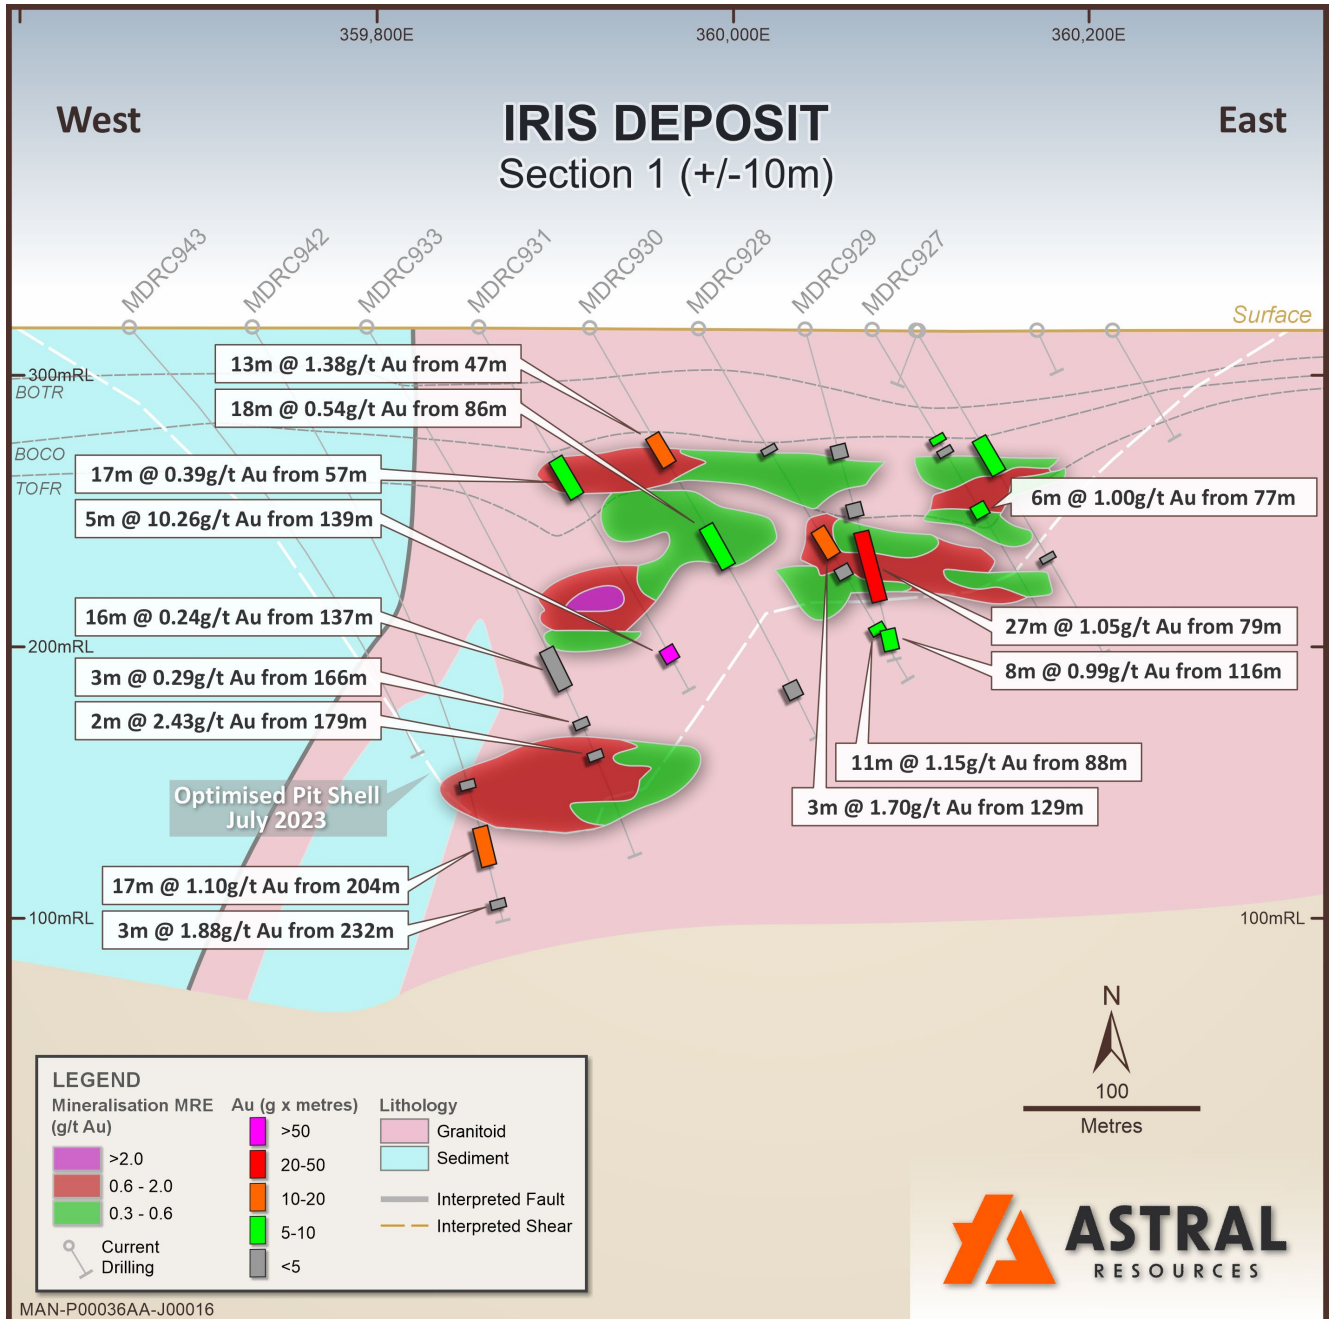 359,800E
360,000E
360,200E
West
IRIS DEPOSIT
East
Section 1 (+/-10m)
MDRC943
MDRC942
MDRC933
MDRC931
MDRC930
MDRC928
MDRC929
MDRC927
Surface
300mRL
BOTR
BOCO
TOFR
200mRL
100mRL
100mRL
13m @ 1.38g/t Au from 47m
18m @ 0.54g/t Au from 86m
17m @ 0.39g/t Au from 57m
5m @ 10.26g/t Au from 139m
16m @ 0.24g/t Au from 137m
3m @ 0.29g/t Au from 166m
2m @ 2.43g/t Au from 179m
Optimised Pit Shell
July 2023
17m @ 1.10g/t Au from 204m
3m @ 1.88g/t Au from 232m
6m @ 1.00g/t Au from 77m
27m @ 1.05g/t Au from 79m
8m @ 0.99g/t Au from 116m
11m @ 1.15g/t Au from 88m
3m @ 1.70g/t Au from 129m
N
100
Metres
LEGEND
Mineralisation MRE
(g/t Au)
>2.0
0.6 - 2.0
0.3 - 0.6
Current
Drilling
Au (g x metres)
>50
20-50
10-20
5-10
<5
Lithology
Granitoid
Sediment
Interpreted Fault
Interpreted Shear
ASTRAL
RESOURCES
MAN-P00036AA-J00016